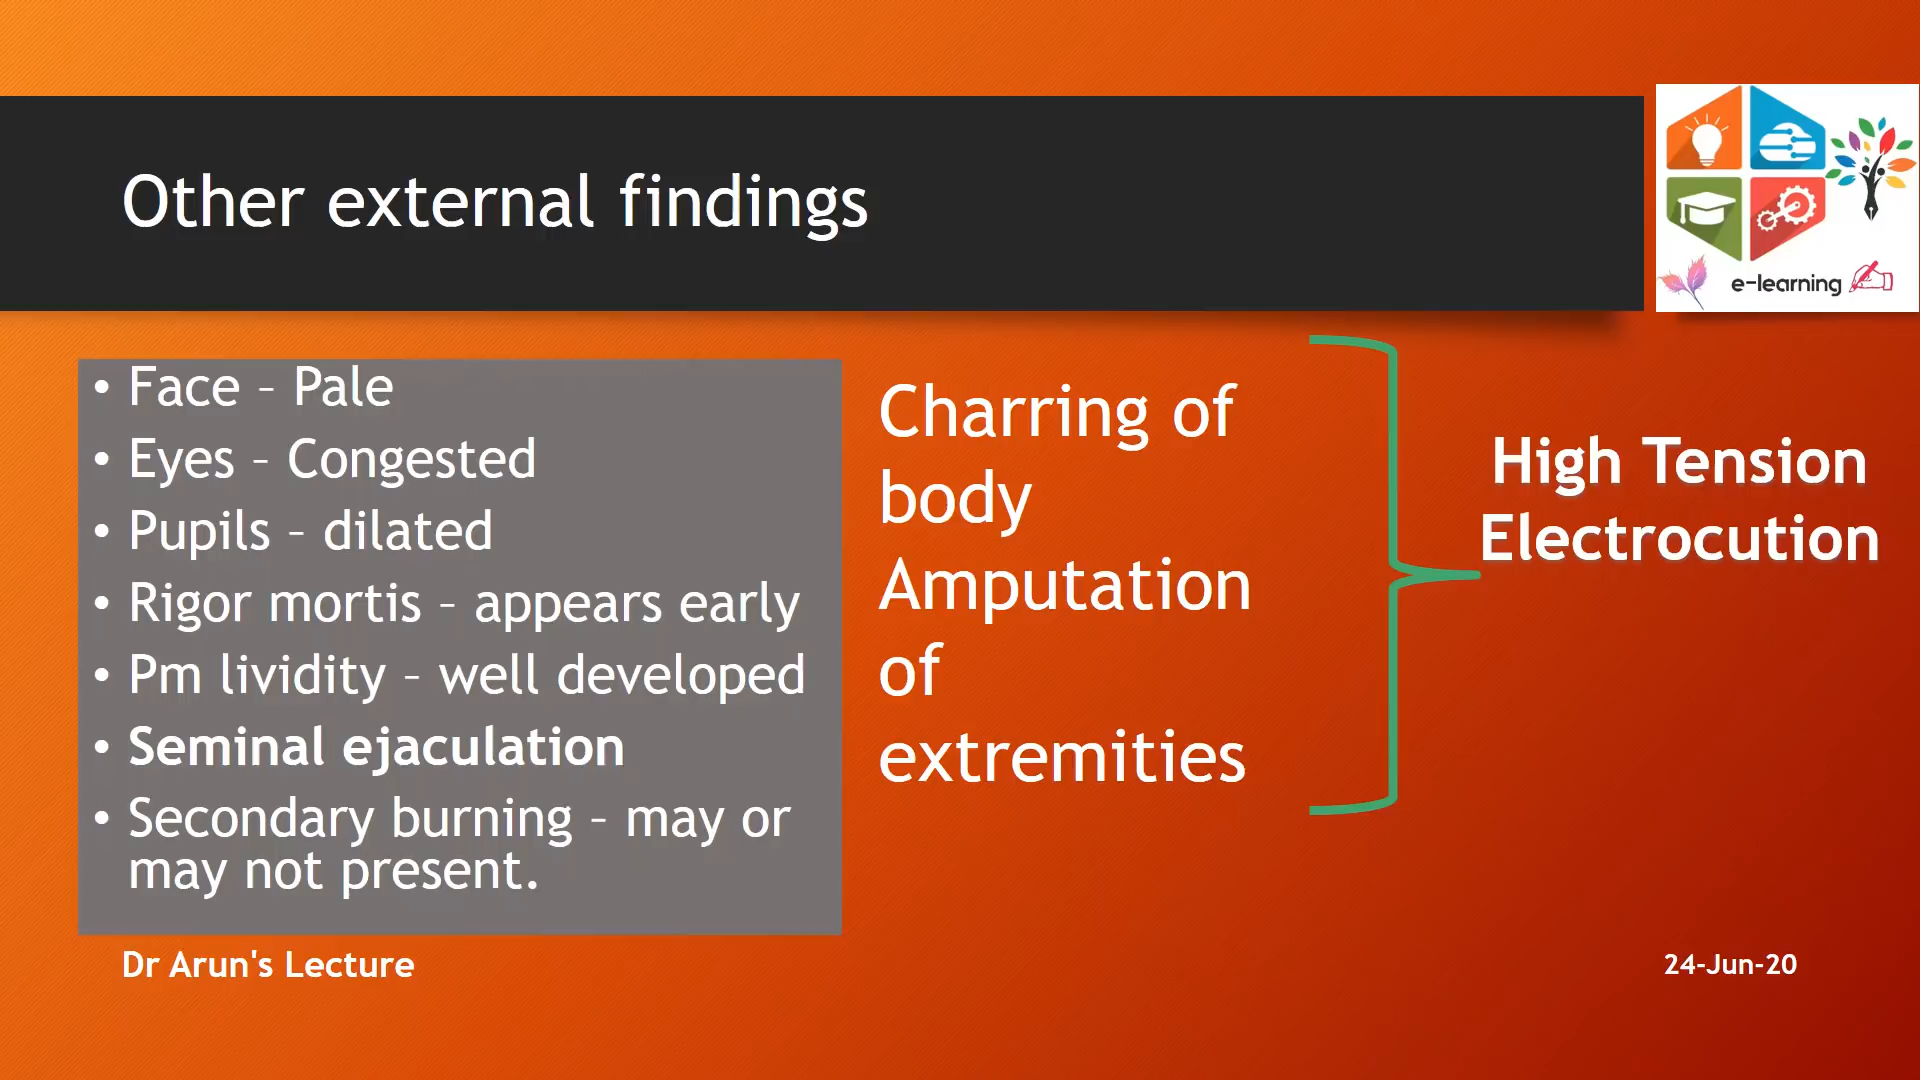 Other external findings
e-learning
• Face – Pale
• Eyes – Congested
• Pupils – dilated
• Rigor mortis – appears early
• Pm lividity – well developed
• Seminal ejaculation
• Secondary burning – may or
may not present.
Charring of
body
Amputation
of
extremities
High Tension
Electrocution
Dr Arun's Lecture
24-Jun-20